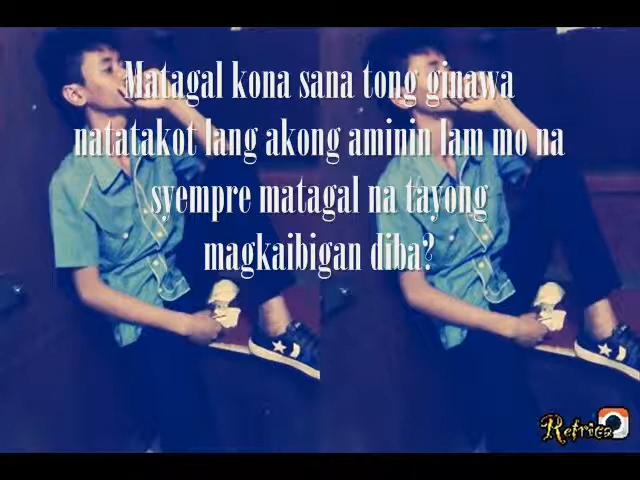 Matagal kona sana tong ginawa
natatakot lang akong aminin lam mo na
syempre matagal na tayong
magkaibigan diba?
Retrica